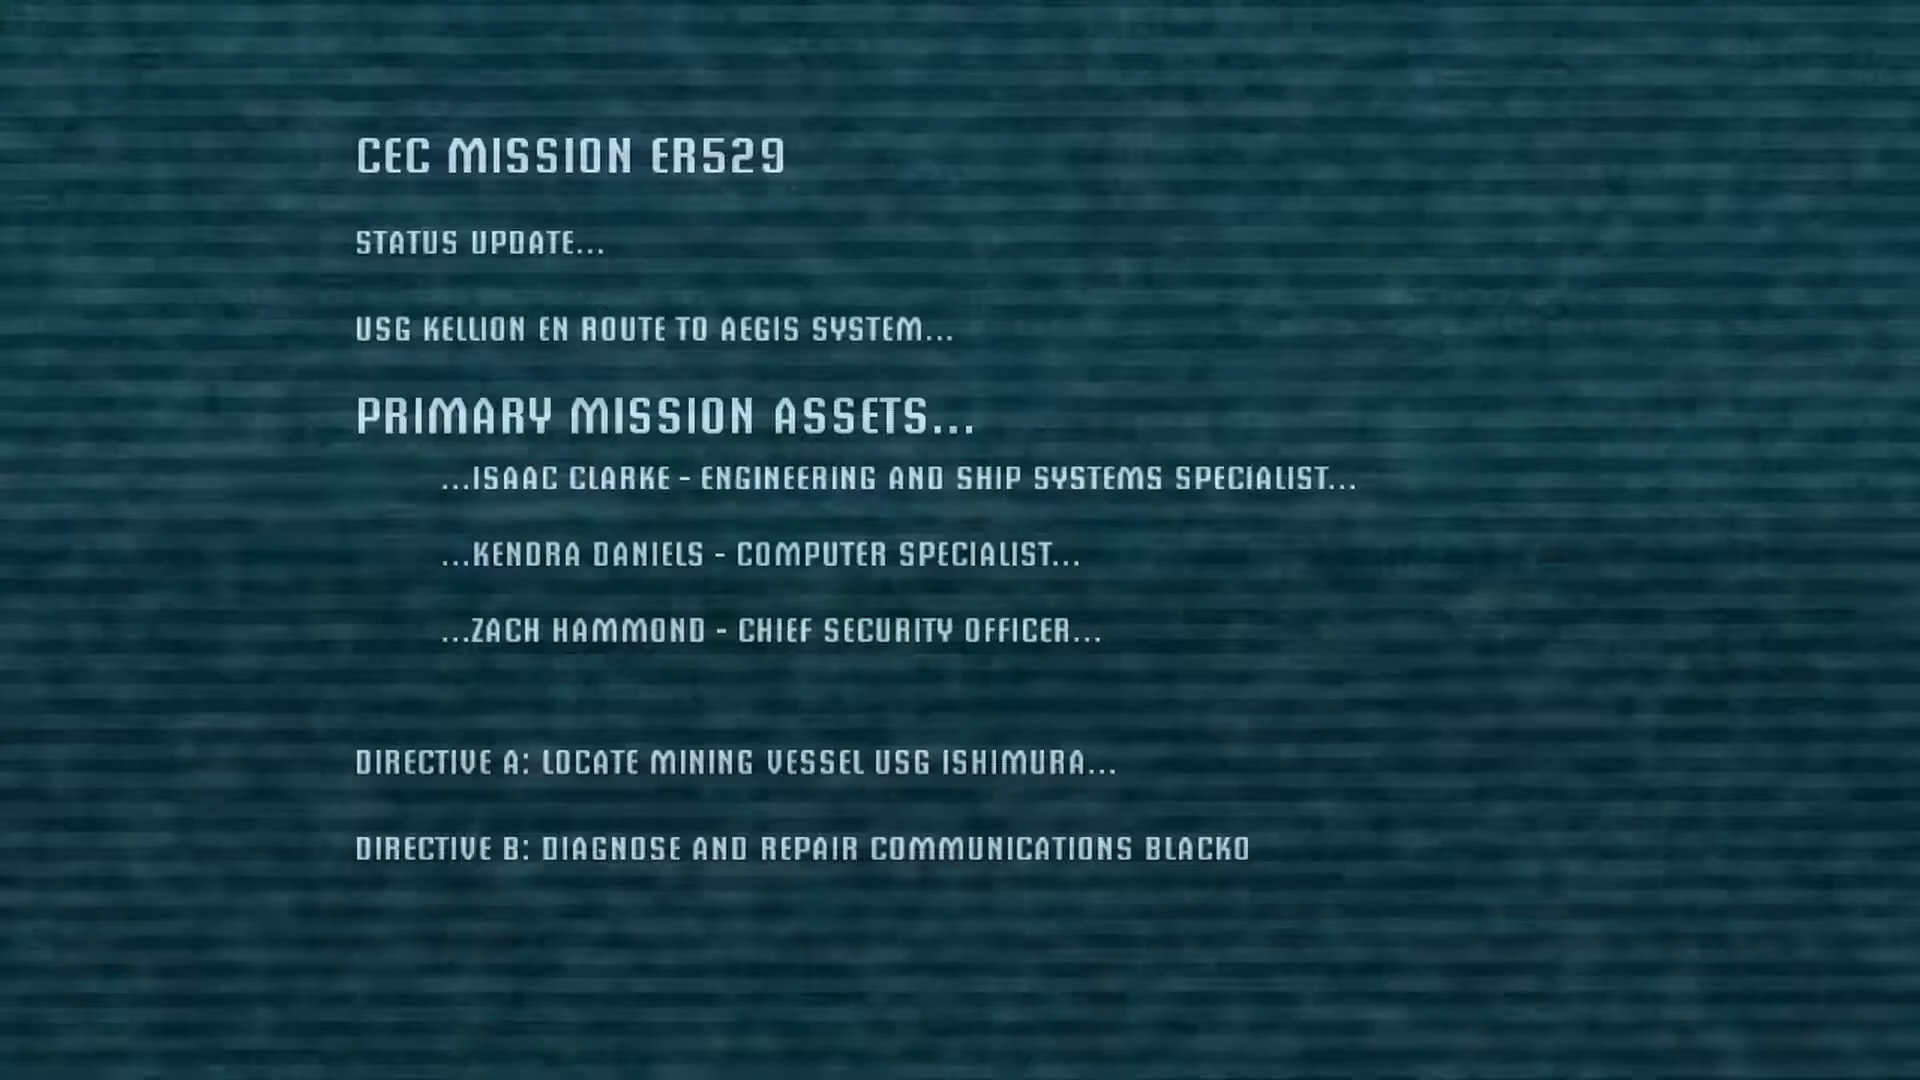 CEC MISSION ER529
STATUS UPDATE...
USG KELLION EN ROUTE TO AEGIS SYSTEM...
PRIMARY MISSION ASSETS...
...ISAAC CLARKE - ENGINEERING AND SHIP SYSTEMS SPECIALIST...
...KENDRA DANIELS - COMPUTER SPECIALIST...
...ZACH HAMMOND - CHIEF SECURITY OFFICER...
DIRECTIVE A: LOCATE MINING VESSEL USG ISHIMURA...
DIRECTIVE B: DIAGNOSE AND REPAIR COMMUNICATIONS BLACKO